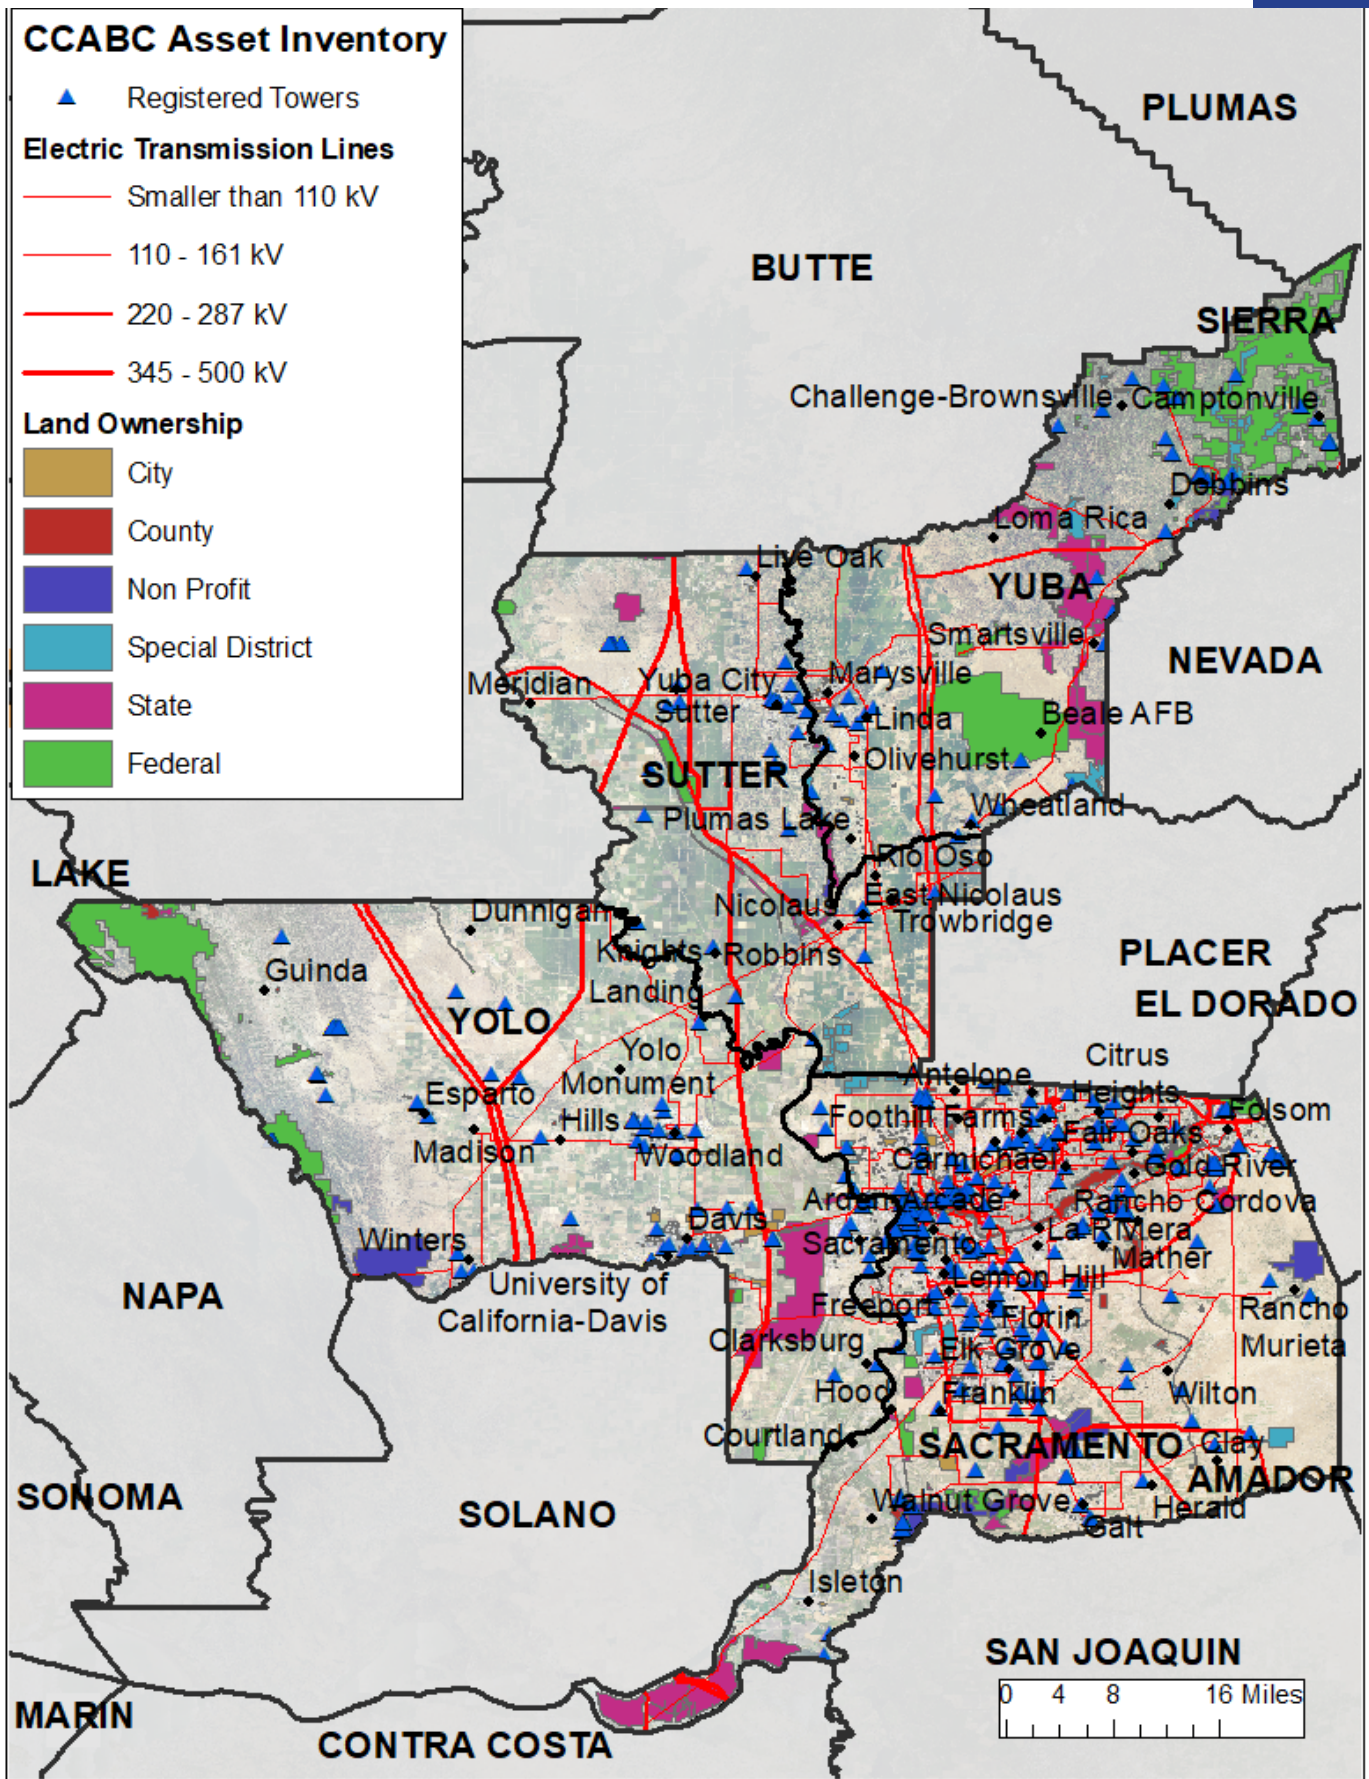 CCABC Asset Inventory
Registered Towers
Electric Transmission Lines
Smaller than 110 kV
110 - 161 kV
220 - 287 kV
345 - 500 kV
Land Ownership
City
County
Non Profit
Special District
State
Federal
PLUMAS
BUTTE
SIERRA
Challenge-Brownsville
Camptonville
Dobbins
Loma Rica
Live Oak
YUBA
Smartsville
NEVADA
Meridian
Yuba City
Marysville
Sutter
Linda
Beale AFB
Olivehurst
SUTTER
Wheatland
Plumas Lake
Rio Oso
LAKE
East Nicolaus
Nicolaus
Trowbridge
Dunnigan
Knights
Landing
Robbins
PLACER
Guinda
EL DORADO
YOLO
Yolo
Citrus
Heights
Antelope
Monument
Hills
Esparto
Foothill Farms
Folsom
Fair Oaks
Madison
Woodland
Carmichael
Gold River
Arden-Arcade
Rancho Cordova
Davis
La Riviera
Winters
Sacramento
Mather
University of
California-Davis
Lemon Hill
NAPA
Freeport
Florin
Rancho
Murieta
Clarksburg
Elk Grove
Hood
Franklin
Wilton
Courtland
SACRAMENTO
Clay
AMADOR
SONOMA
SOLANO
Walnut Grove
Herald
Galt
Isleton
SAN JOAQUIN
0 4 8 16 Miles
MARIN
CONTRA COSTA